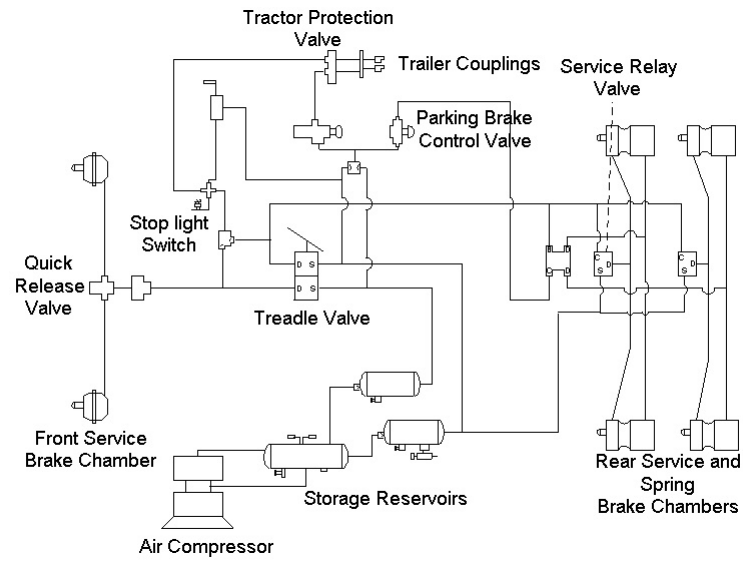 Tractor Protection
Valve
Trailer Couplings
Service Relay
Valve
Parking Brake
Control Valve
Stop light
Switch
Quick
Release
Valve
D S
D S
Treadle Valve
C
D
S
C
D
S
Front Service
Brake Chamber
Storage Reservoirs
Air Compressor
Rear Service and
Spring
Brake Chambers